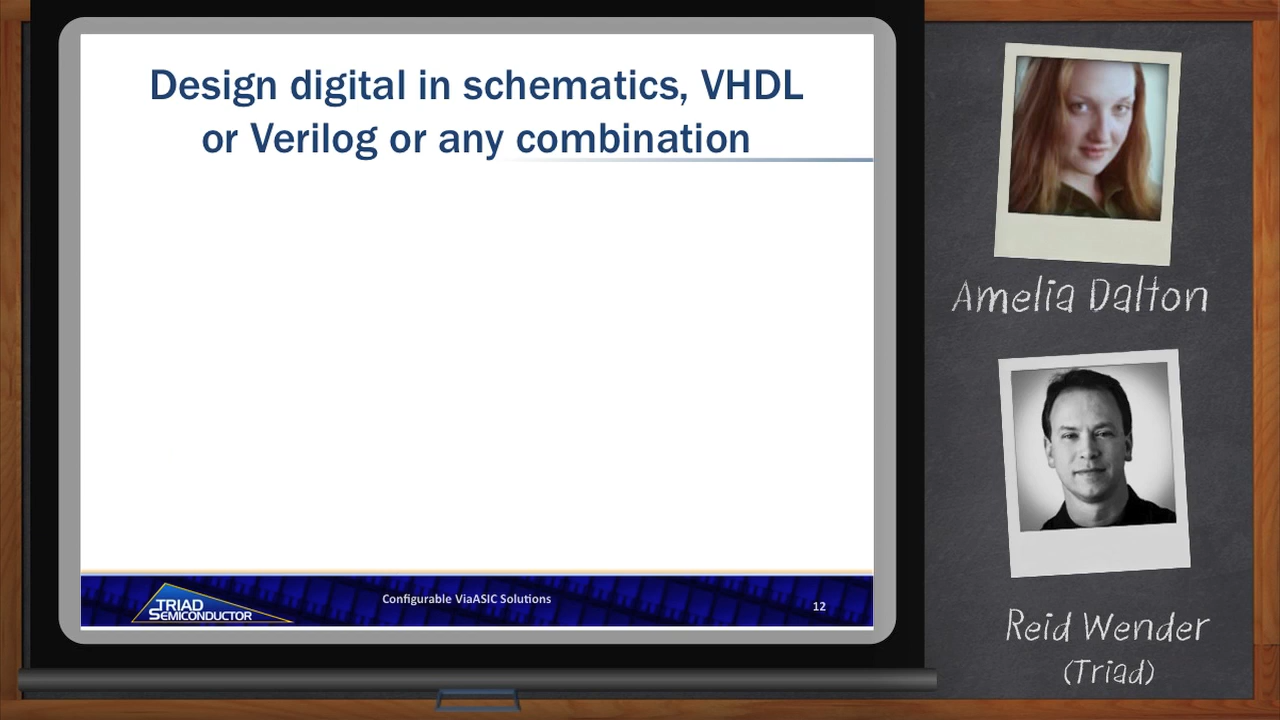 Design digital in schematics, VHDL
or Verilog or any combination
TRIAD
SEMICONDUCTOR
Configurable ViaASIC Solutions
12
Amelia Dalton
Reid Wender
(Triad)